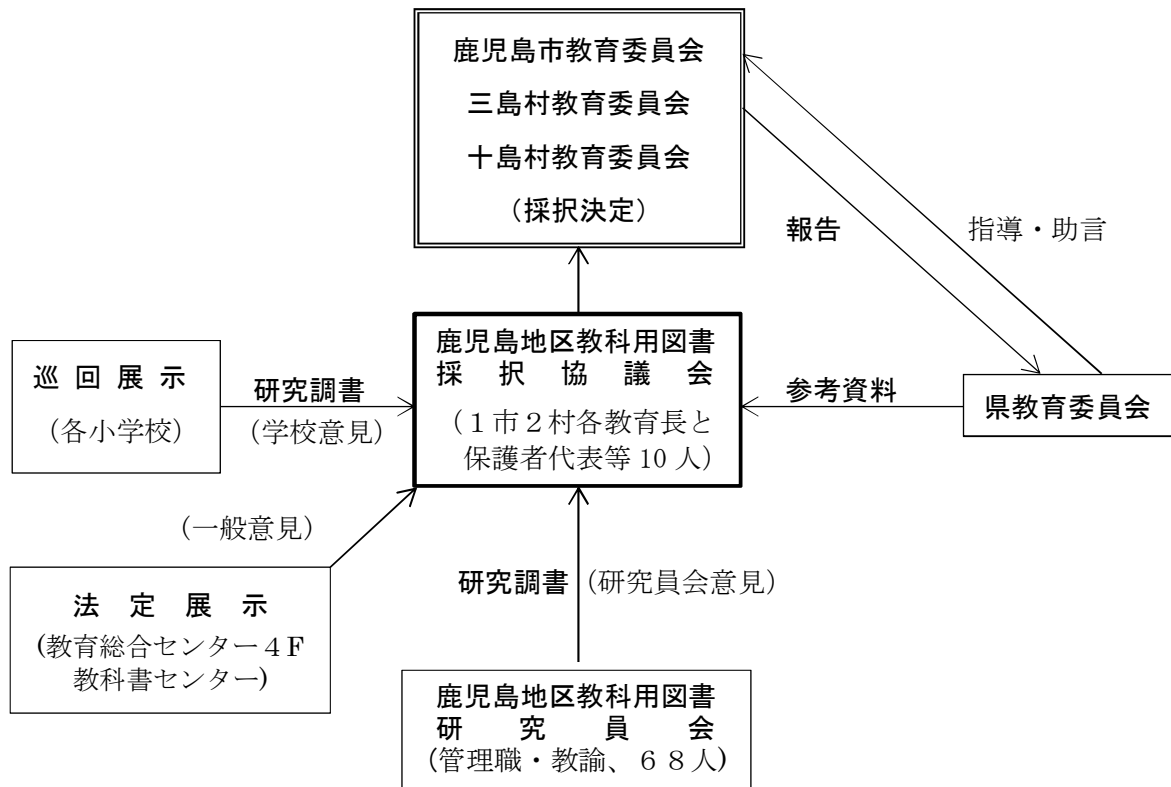 鹿児島市教育委員会
三島村教育委員会
十島村教育委員会
(採択決定)
報告
指導・助言
鹿児島地区教科用図書
採択協議会
(1市2村各教育長と
保護者代表等10人)
巡回展示
(各小学校)
研究調書
(学校意見)
参考資料
県教育委員会
(一般意見)
法定展示
(教育総合センター4F
教科書センター)
研究調書(研究員会意見)
鹿児島地区教科用図書
研究員会
(管理職・教諭、68人)